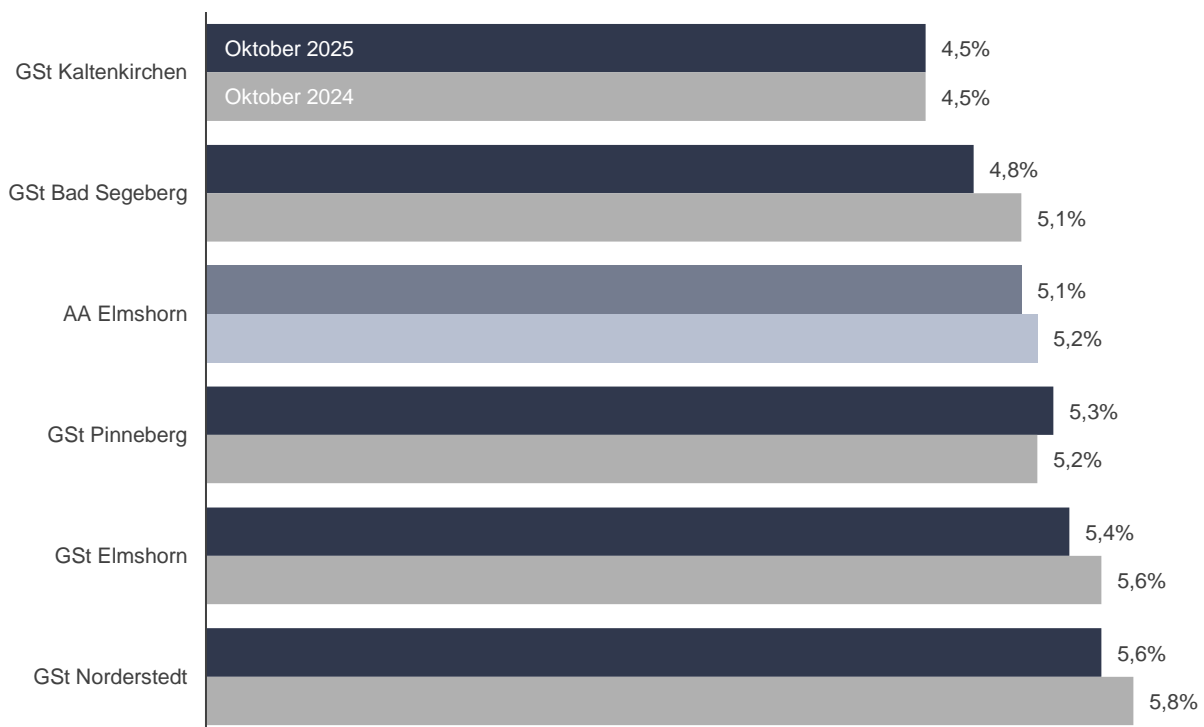 GSt Kaltenkirchen
Oktober 2025
4,5%
Oktober 2024
4,5%
GSt Bad Segeberg
4,8%
5,1%
AA Elmshorn
5,1%
5,2%
GSt Pinneberg
5,3%
5,2%
GSt Elmshorn
5,4%
5,6%
GSt Norderstedt
5,6%
5,8%